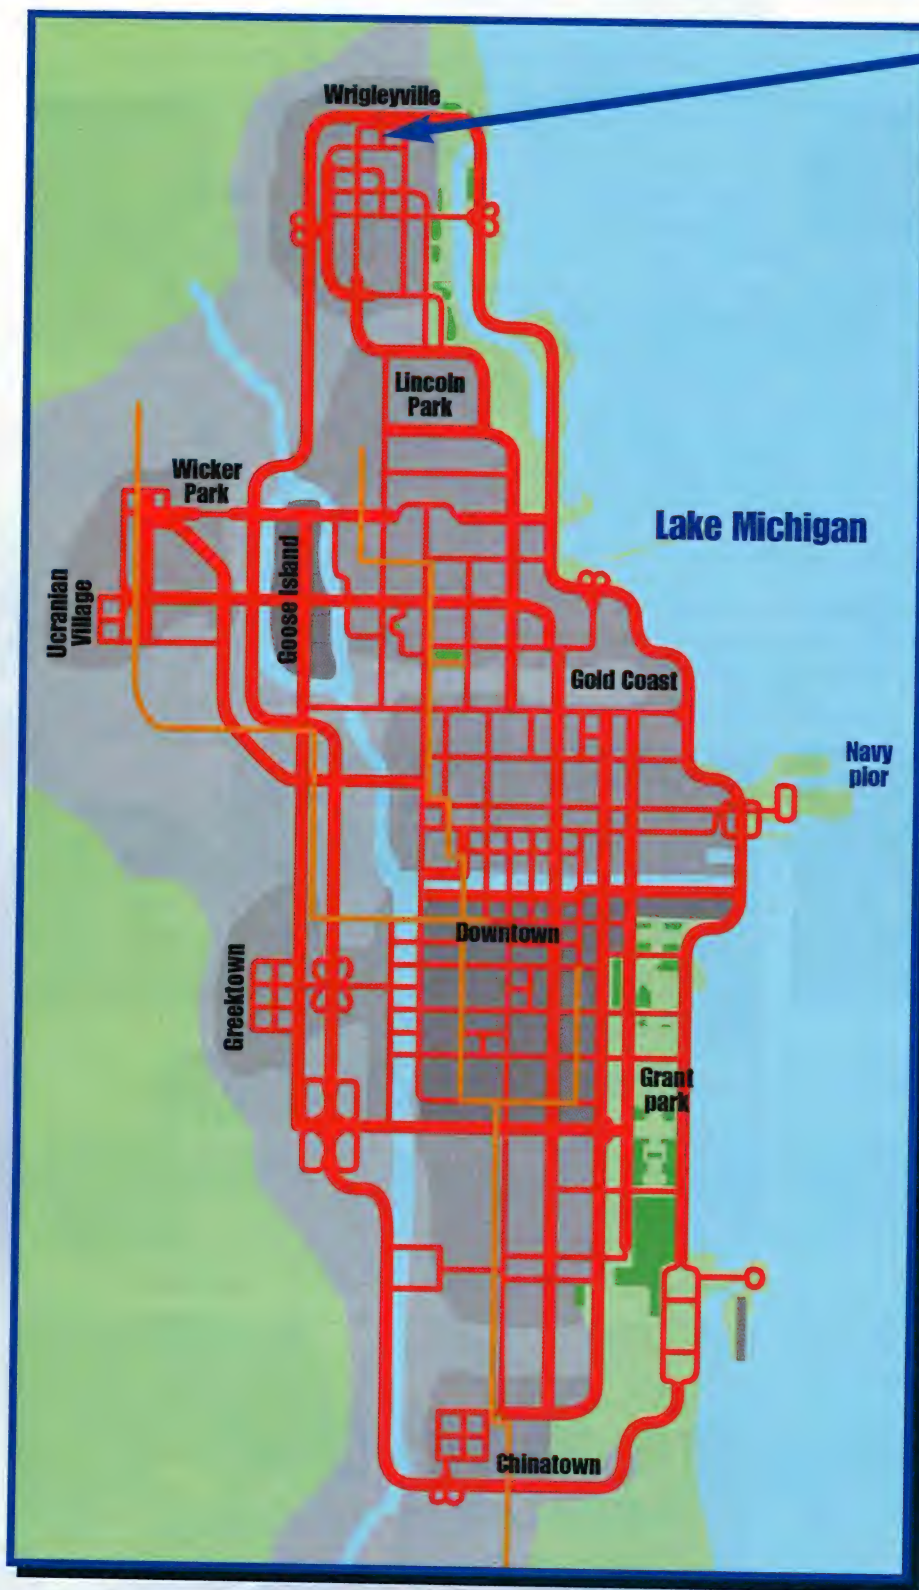 Wrigleyville
Lincoln
Park
Wicker
Park
Lake Michigan
Goose Island
Ucranian
Village
Gold Coast
Navy
pior
Downtown
Greektown
Grant
park
Chinatown